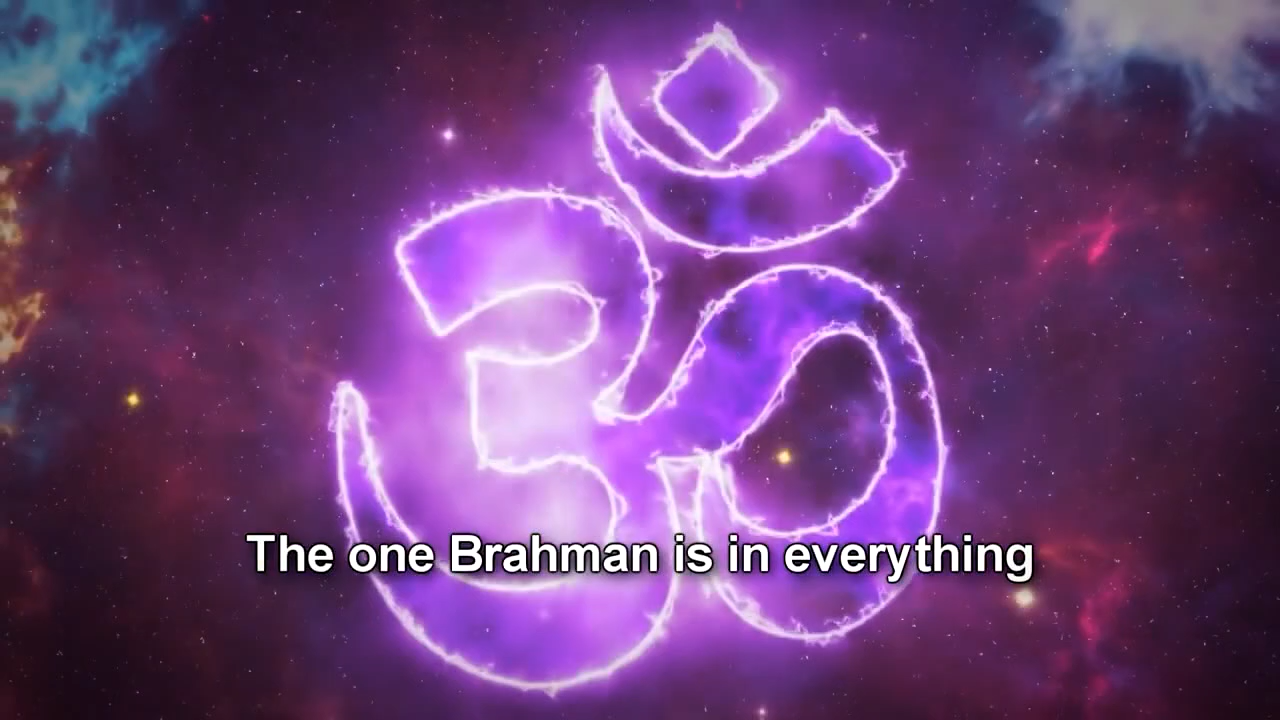 ॐ
The one Brahman is in everything